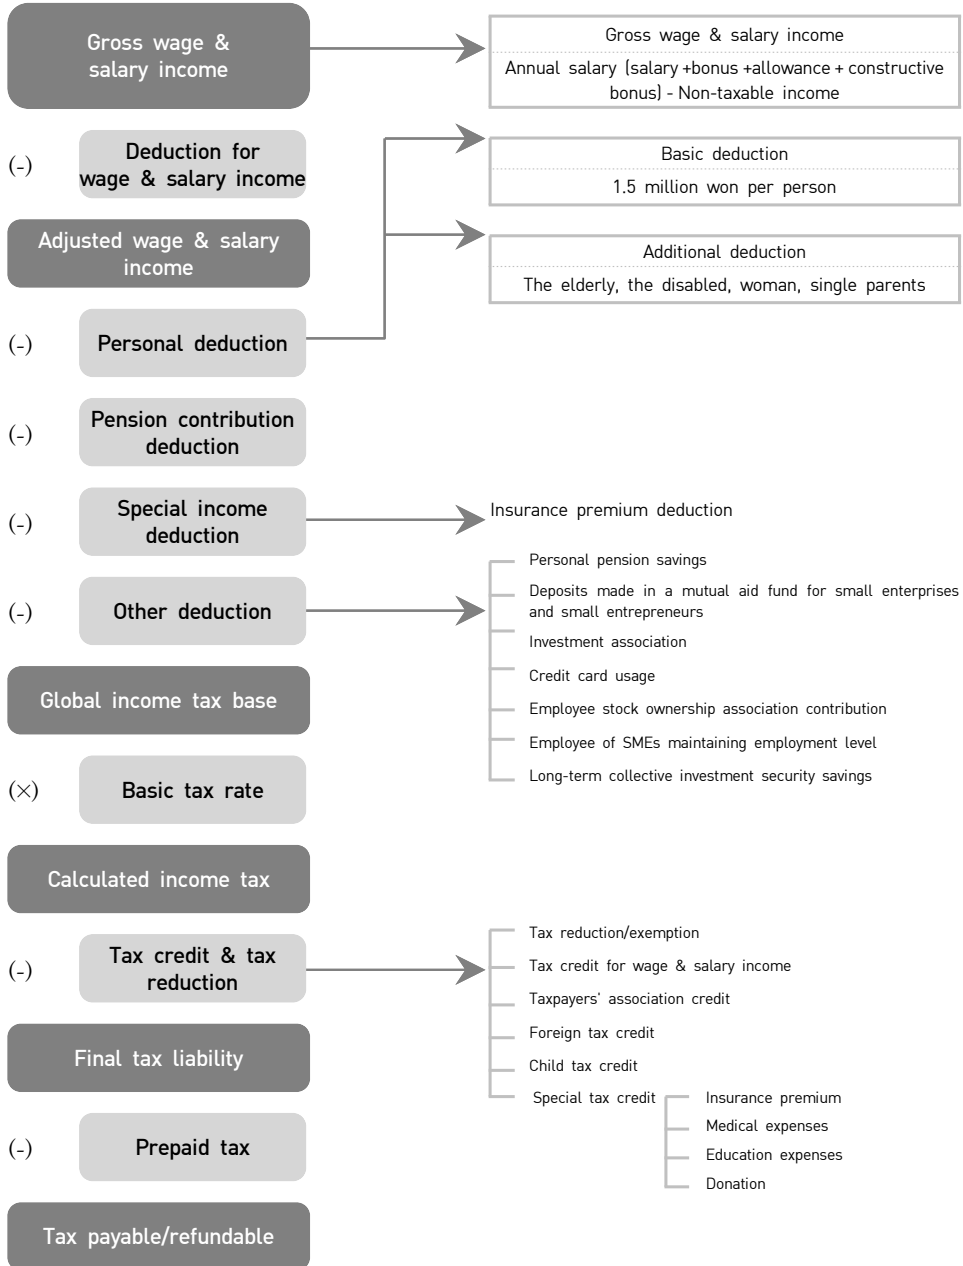 Gross wage &
salary income
Gross wage & salary income
Annual salary (salary +bonus +allowance + constructive
bonus) - Non-taxable income
(-)
Deduction for
wage & salary income
Basic deduction
1.5 million won per person
Adjusted wage & salary
income
Additional deduction
The elderly, the disabled, woman, single parents
(-)
Personal deduction
(-)
Pension contribution
deduction
(-)
Special income
deduction
Insurance premium deduction
(-)
Other deduction
Personal pension savings
Deposits made in a mutual aid fund for small enterprises
and small entrepreneurs
Investment association
Credit card usage
Employee stock ownership association contribution
Employee of SMEs maintaining employment level
Long-term collective investment security savings
Global income tax base
(×)
Basic tax rate
Calculated income tax
(-)
Tax credit & tax
reduction
Tax reduction/exemption
Tax credit for wage & salary income
Taxpayers' association credit
Foreign tax credit
Child tax credit
Special tax credit
Insurance premium
Medical expenses
Education expenses
Donation
Final tax liability
(-)
Prepaid tax
Tax payable/refundable